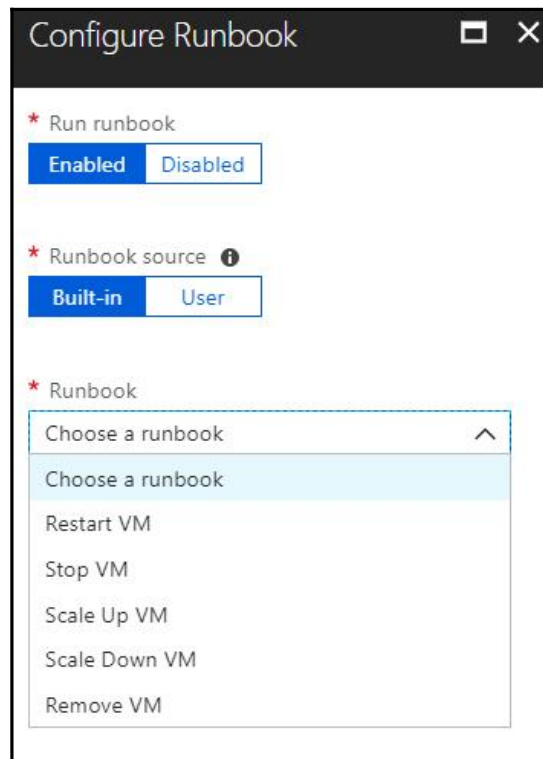 Configure Runbook
* Run runbook
Enabled Disabled
* Runbook source
Built-in User
* Runbook
Choose a runbook
Choose a runbook
Restart VM
Stop VM
Scale Up VM
Scale Down VM
Remove VM